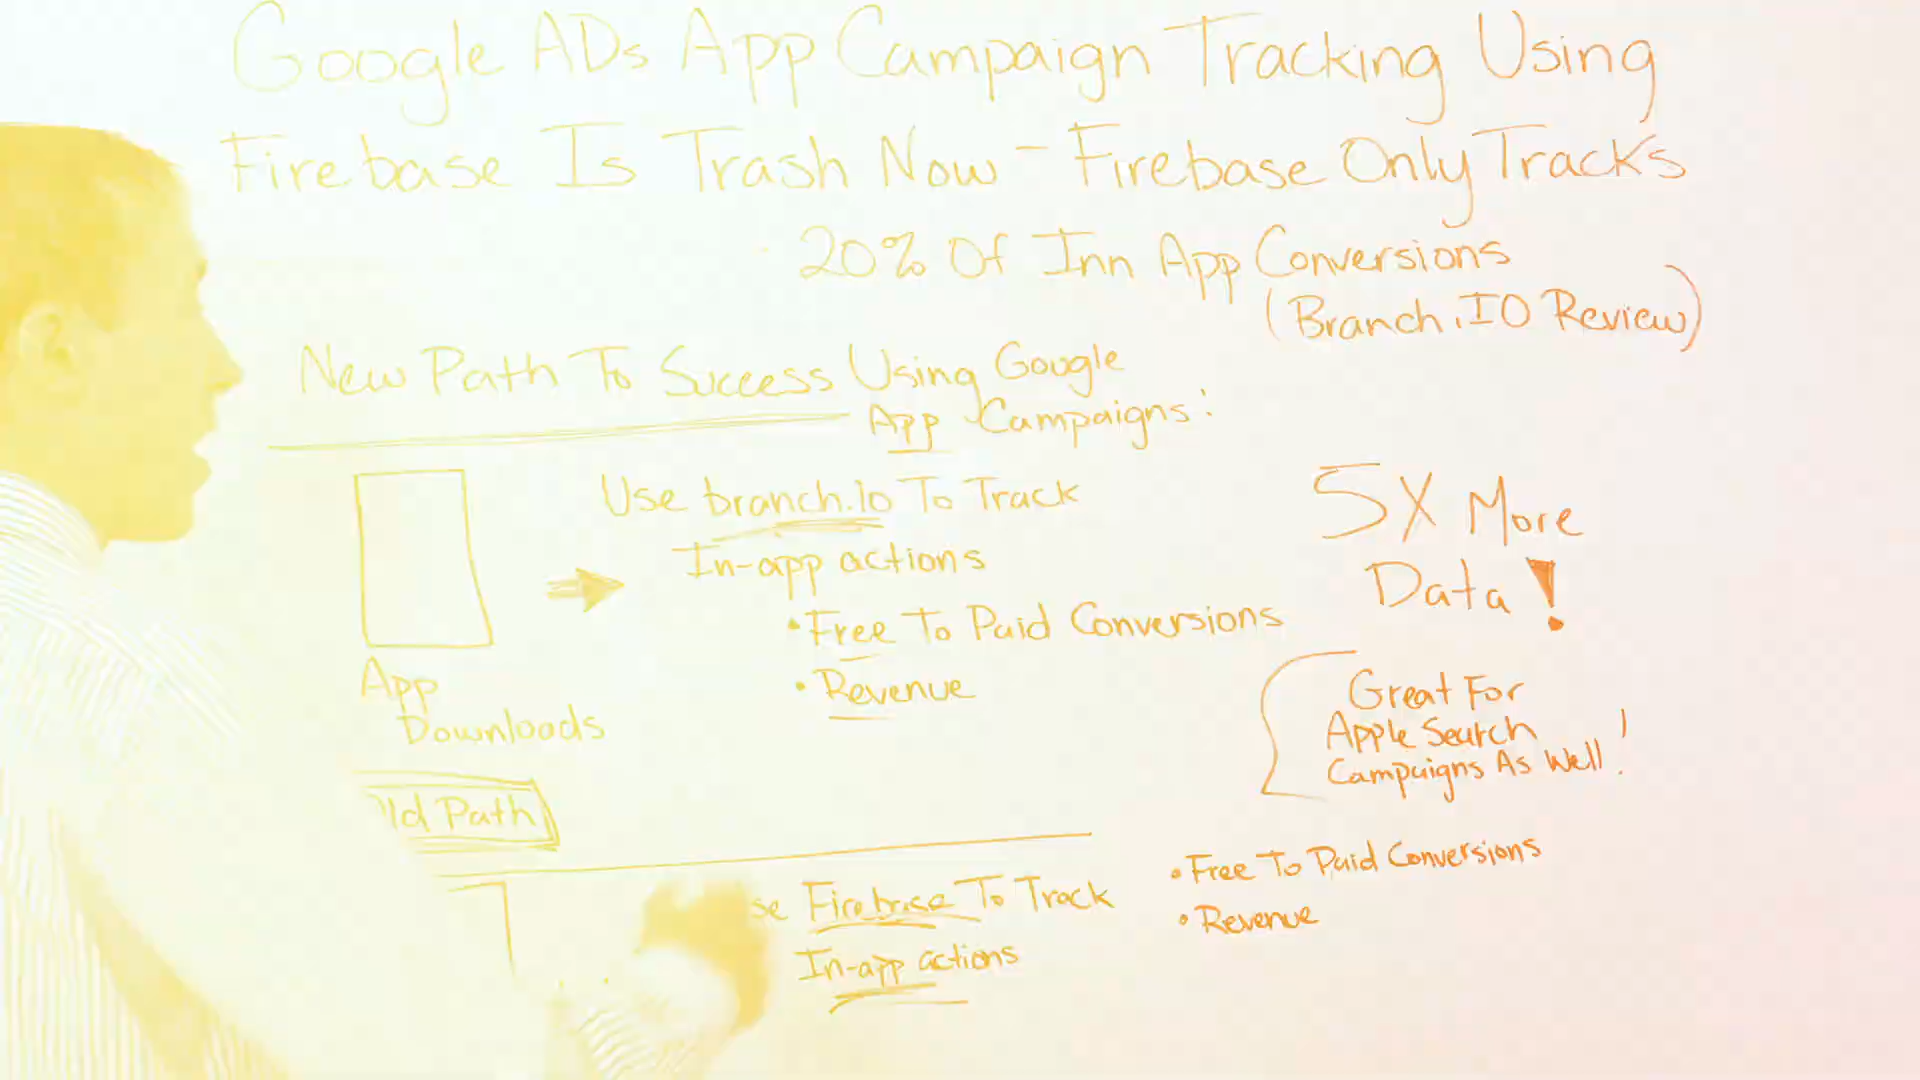 Google ADs App Campaign Tracking Using
Firebase Is Trash Now - Firebase Only Tracks
20% Of Inn App Conversions
(Branch.IO Review)
New Path To Success Using Google
App Campaigns:
Use branch.io To Track
In-app actions
• Free To Paid Conversions
• Revenue
5X More
Data!
App
Downloads
Great For
Apple Search
Campaigns As Well!
Old Path
se Firebase To Track
In-app actions
• Free To Paid Conversions
• Revenue